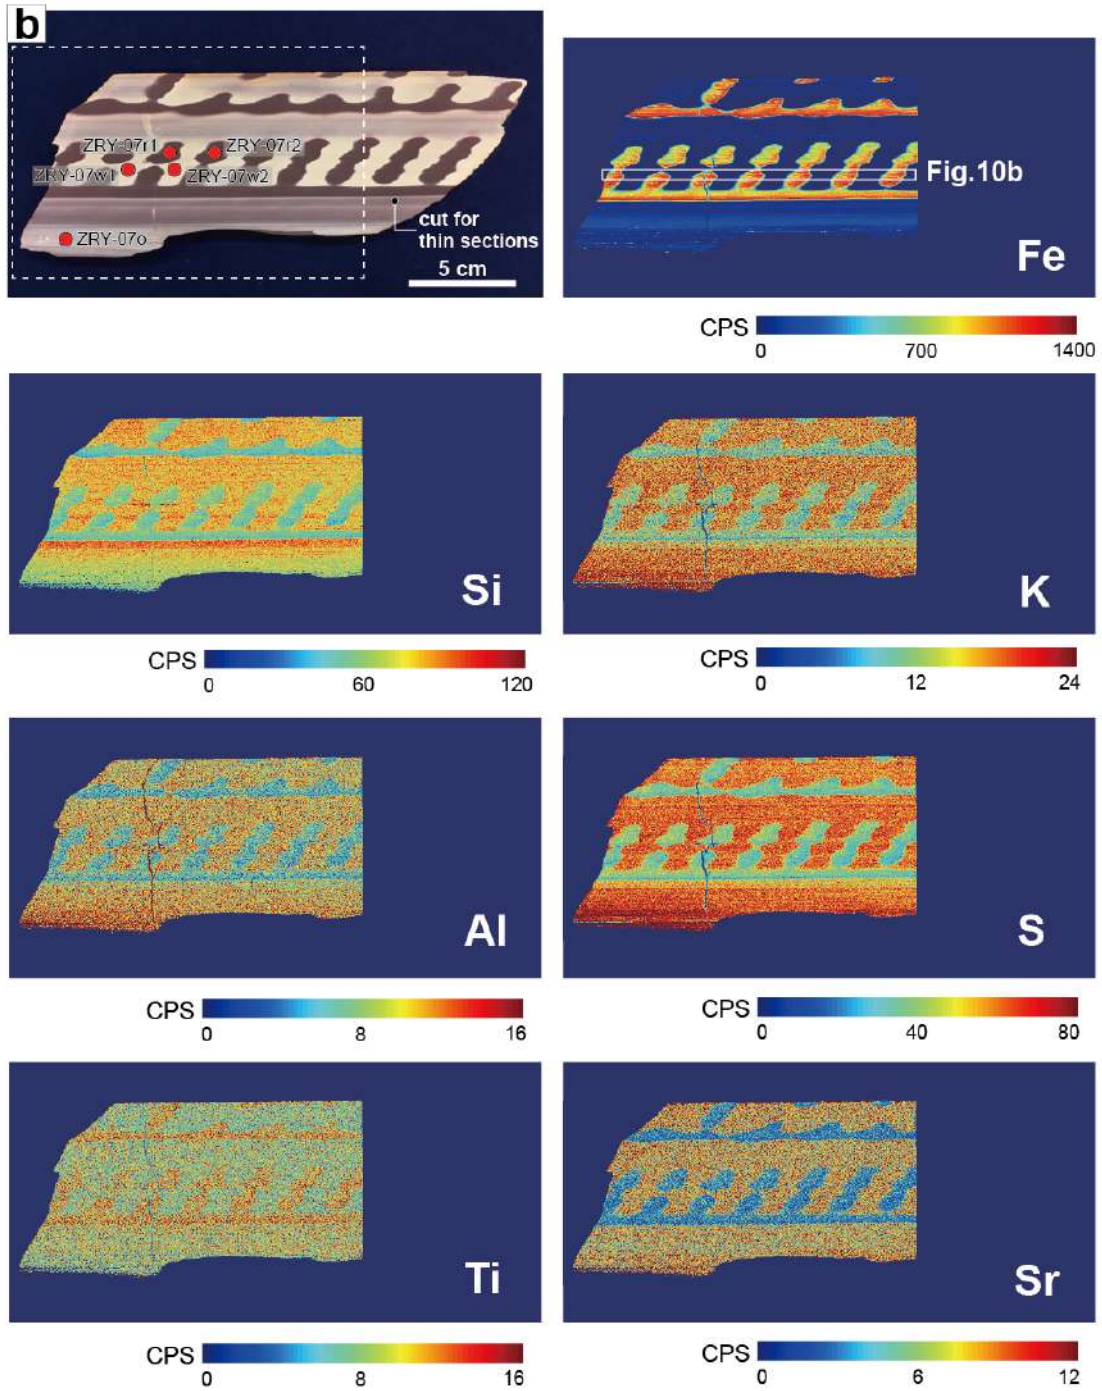 b
ZRY-07r1
ZRY-07r2
ZRY-07w1
ZRY-07w2
ZRY-07o
cut for
thin sections
5 cm
Fig.10b
Fe
CPS
0
700
1400
Si
K
CPS
0
60
120
CPS
0
12
24
Al
S
CPS
0
8
16
CPS
0
40
80
Ti
Sr
CPS
0
8
16
CPS
0
6
12